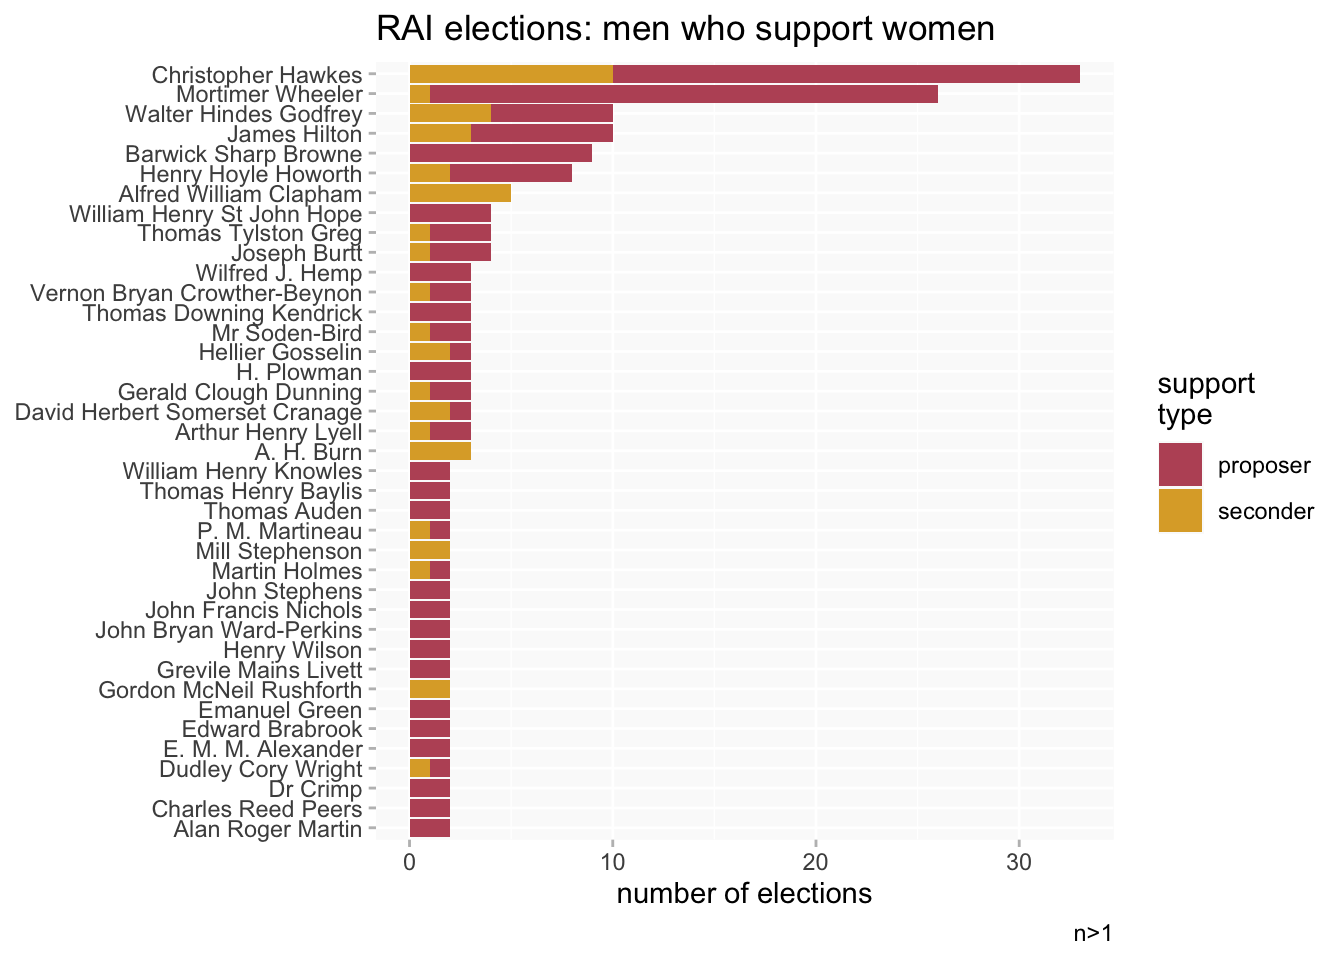 RAI elections: men who support women
Christopher Hawkes
Mortimer Wheeler
Walter Hindes Godfrey
James Hilton
Barwick Sharp Browne
Henry Hoyle Howorth
Alfred William Clapham
William Henry St John Hope
Thomas Tylston Greg
Joseph Burtt
Wilfred J. Hemp
Vernon Bryan Crowther-Beynon
Thomas Downing Kendrick
Mr Soden-Bird
Hellier Gosselin
H. Plowman
Gerald Clough Dunning
David Herbert Somerset Cranage
Arthur Henry Lyell
A. H. Burn
William Henry Knowles
Thomas Henry Baylis
Thomas Auden
P. M. Martineau
Mill Stephenson
Martin Holmes
John Stephens
John Francis Nichols
John Bryan Ward-Perkins
Henry Wilson
Grevile Mains Livett
Gordon McNeil Rushforth
Emanuel Green
Edward Brabrook
E. M. M. Alexander
Dudley Cory Wright
Dr Crimp
Charles Reed Peers
Alan Roger Martin
0 10 20 30
number of elections
support
type
proposer
seconder
n>1